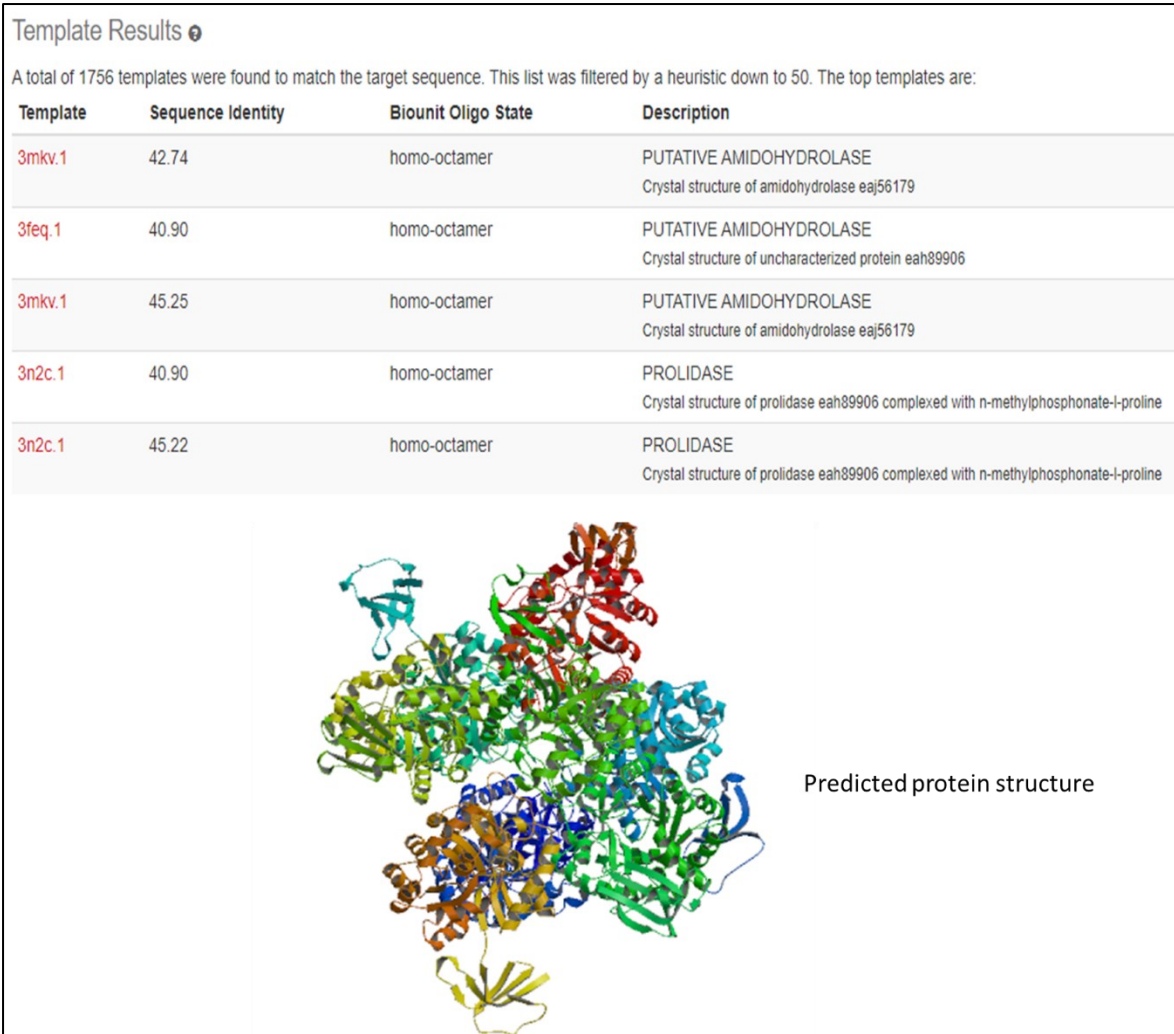 Template Results ?
A total of 1756 templates were found to match the target sequence. This list was filtered by a heuristic down to 50. The top templates are:
Template Sequence Identity Biounit Oligo State Description
3mkv.1 42.74 homo-octamer PUTATIVE AMIDOHYDROLASE
Crystal structure of amidohydrolase eaj56179
3feq.1 40.90 homo-octamer PUTATIVE AMIDOHYDROLASE
Crystal structure of uncharacterized protein eah89906
3mkv.1 45.25 homo-octamer PUTATIVE AMIDOHYDROLASE
Crystal structure of amidohydrolase eaj56179
3n2c.1 40.90 homo-octamer PROLIDASE
Crystal structure of prolidase eah89906 complexed with n-methylphosphonate-l-proline
3n2c.1 45.22 homo-octamer PROLIDASE
Crystal structure of prolidase eah89906 complexed with n-methylphosphonate-l-proline
Predicted protein structure